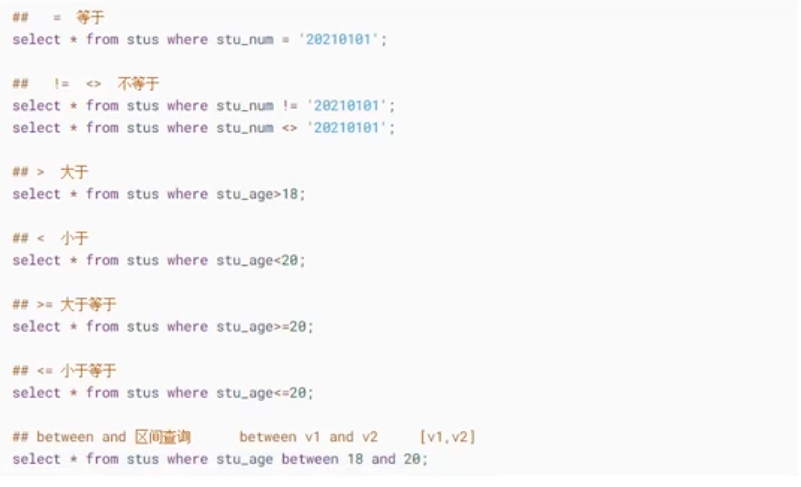 ##   =  等于
select * from stus where stu_num = '20210101';
##   !=  <>  不等于
select * from stus where stu_num != '20210101';
select * from stus where stu_num <> '20210101';
## >  大于
select * from stus where stu_age>18;
## <  小于
select * from stus where stu_age<20;
## >= 大于等于
select * from stus where stu_age>=20;
## <= 小于等于
select * from stus where stu_age<=20;
## between and 区间查询      between v1 and v2     [v1,v2]
select * from stus where stu_age between 18 and 20;